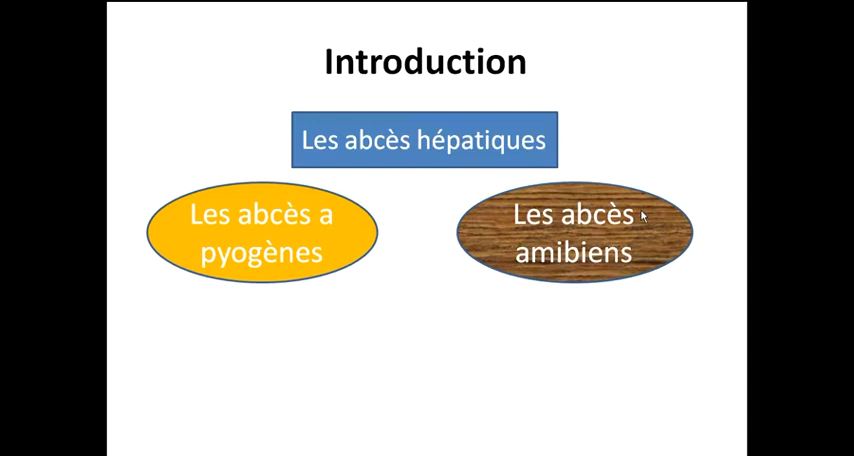 Introduction
Les abcès hépatiques
Les abcès a
pyogènes
Les abcès
amibiens